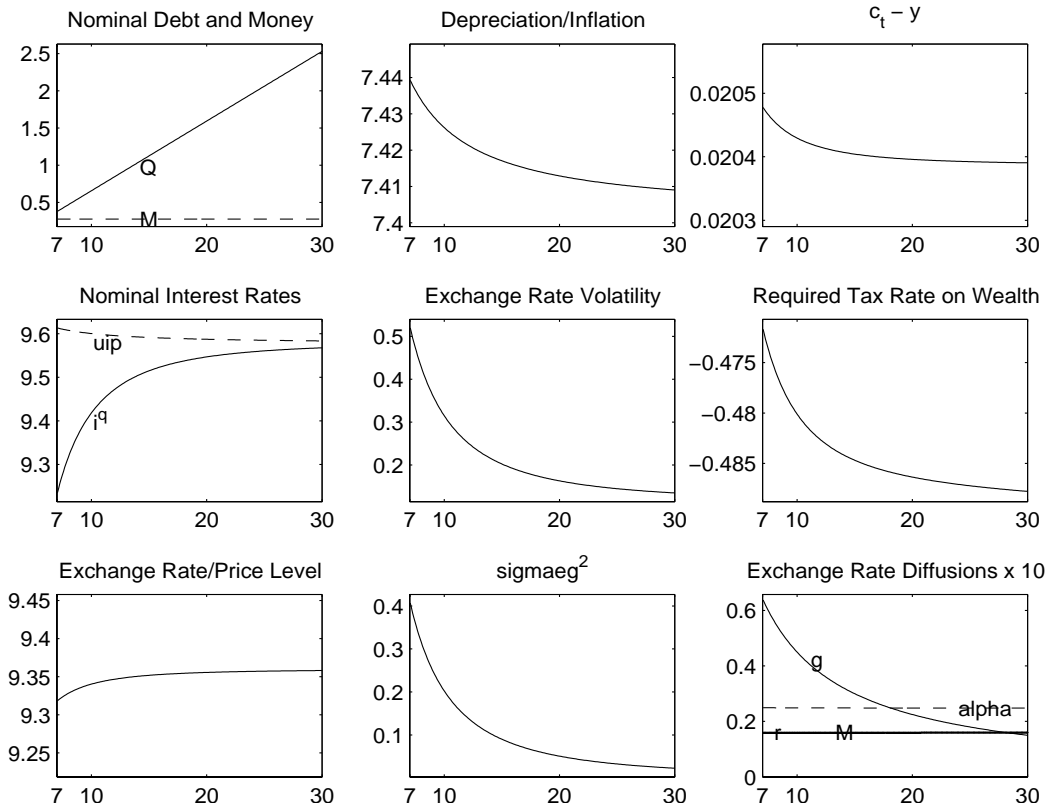 Nominal Debt and Money
2.5
2
1.5
1
0.5
Q
M
7 10 20 30
Depreciation/Inflation
7.44
7.43
7.42
7.41
7.4
7 10 20 30
c_t − y
0.0205
0.0204
0.0203
7 10 20 30
Nominal Interest Rates
9.6
9.5
9.4
9.3
uip
i^q
7 10 20 30
Exchange Rate Volatility
0.5
0.4
0.3
0.2
7 10 20 30
Required Tax Rate on Wealth
−0.475
−0.48
−0.485
7 10 20 30
Exchange Rate/Price Level
9.45
9.4
9.35
9.3
9.25
7 10 20 30
sigmaeg^2
0.4
0.3
0.2
0.1
7 10 20 30
Exchange Rate Diffusions x 10
0.6
0.4
0.2
0
g
alpha
r M
7 10 20 30